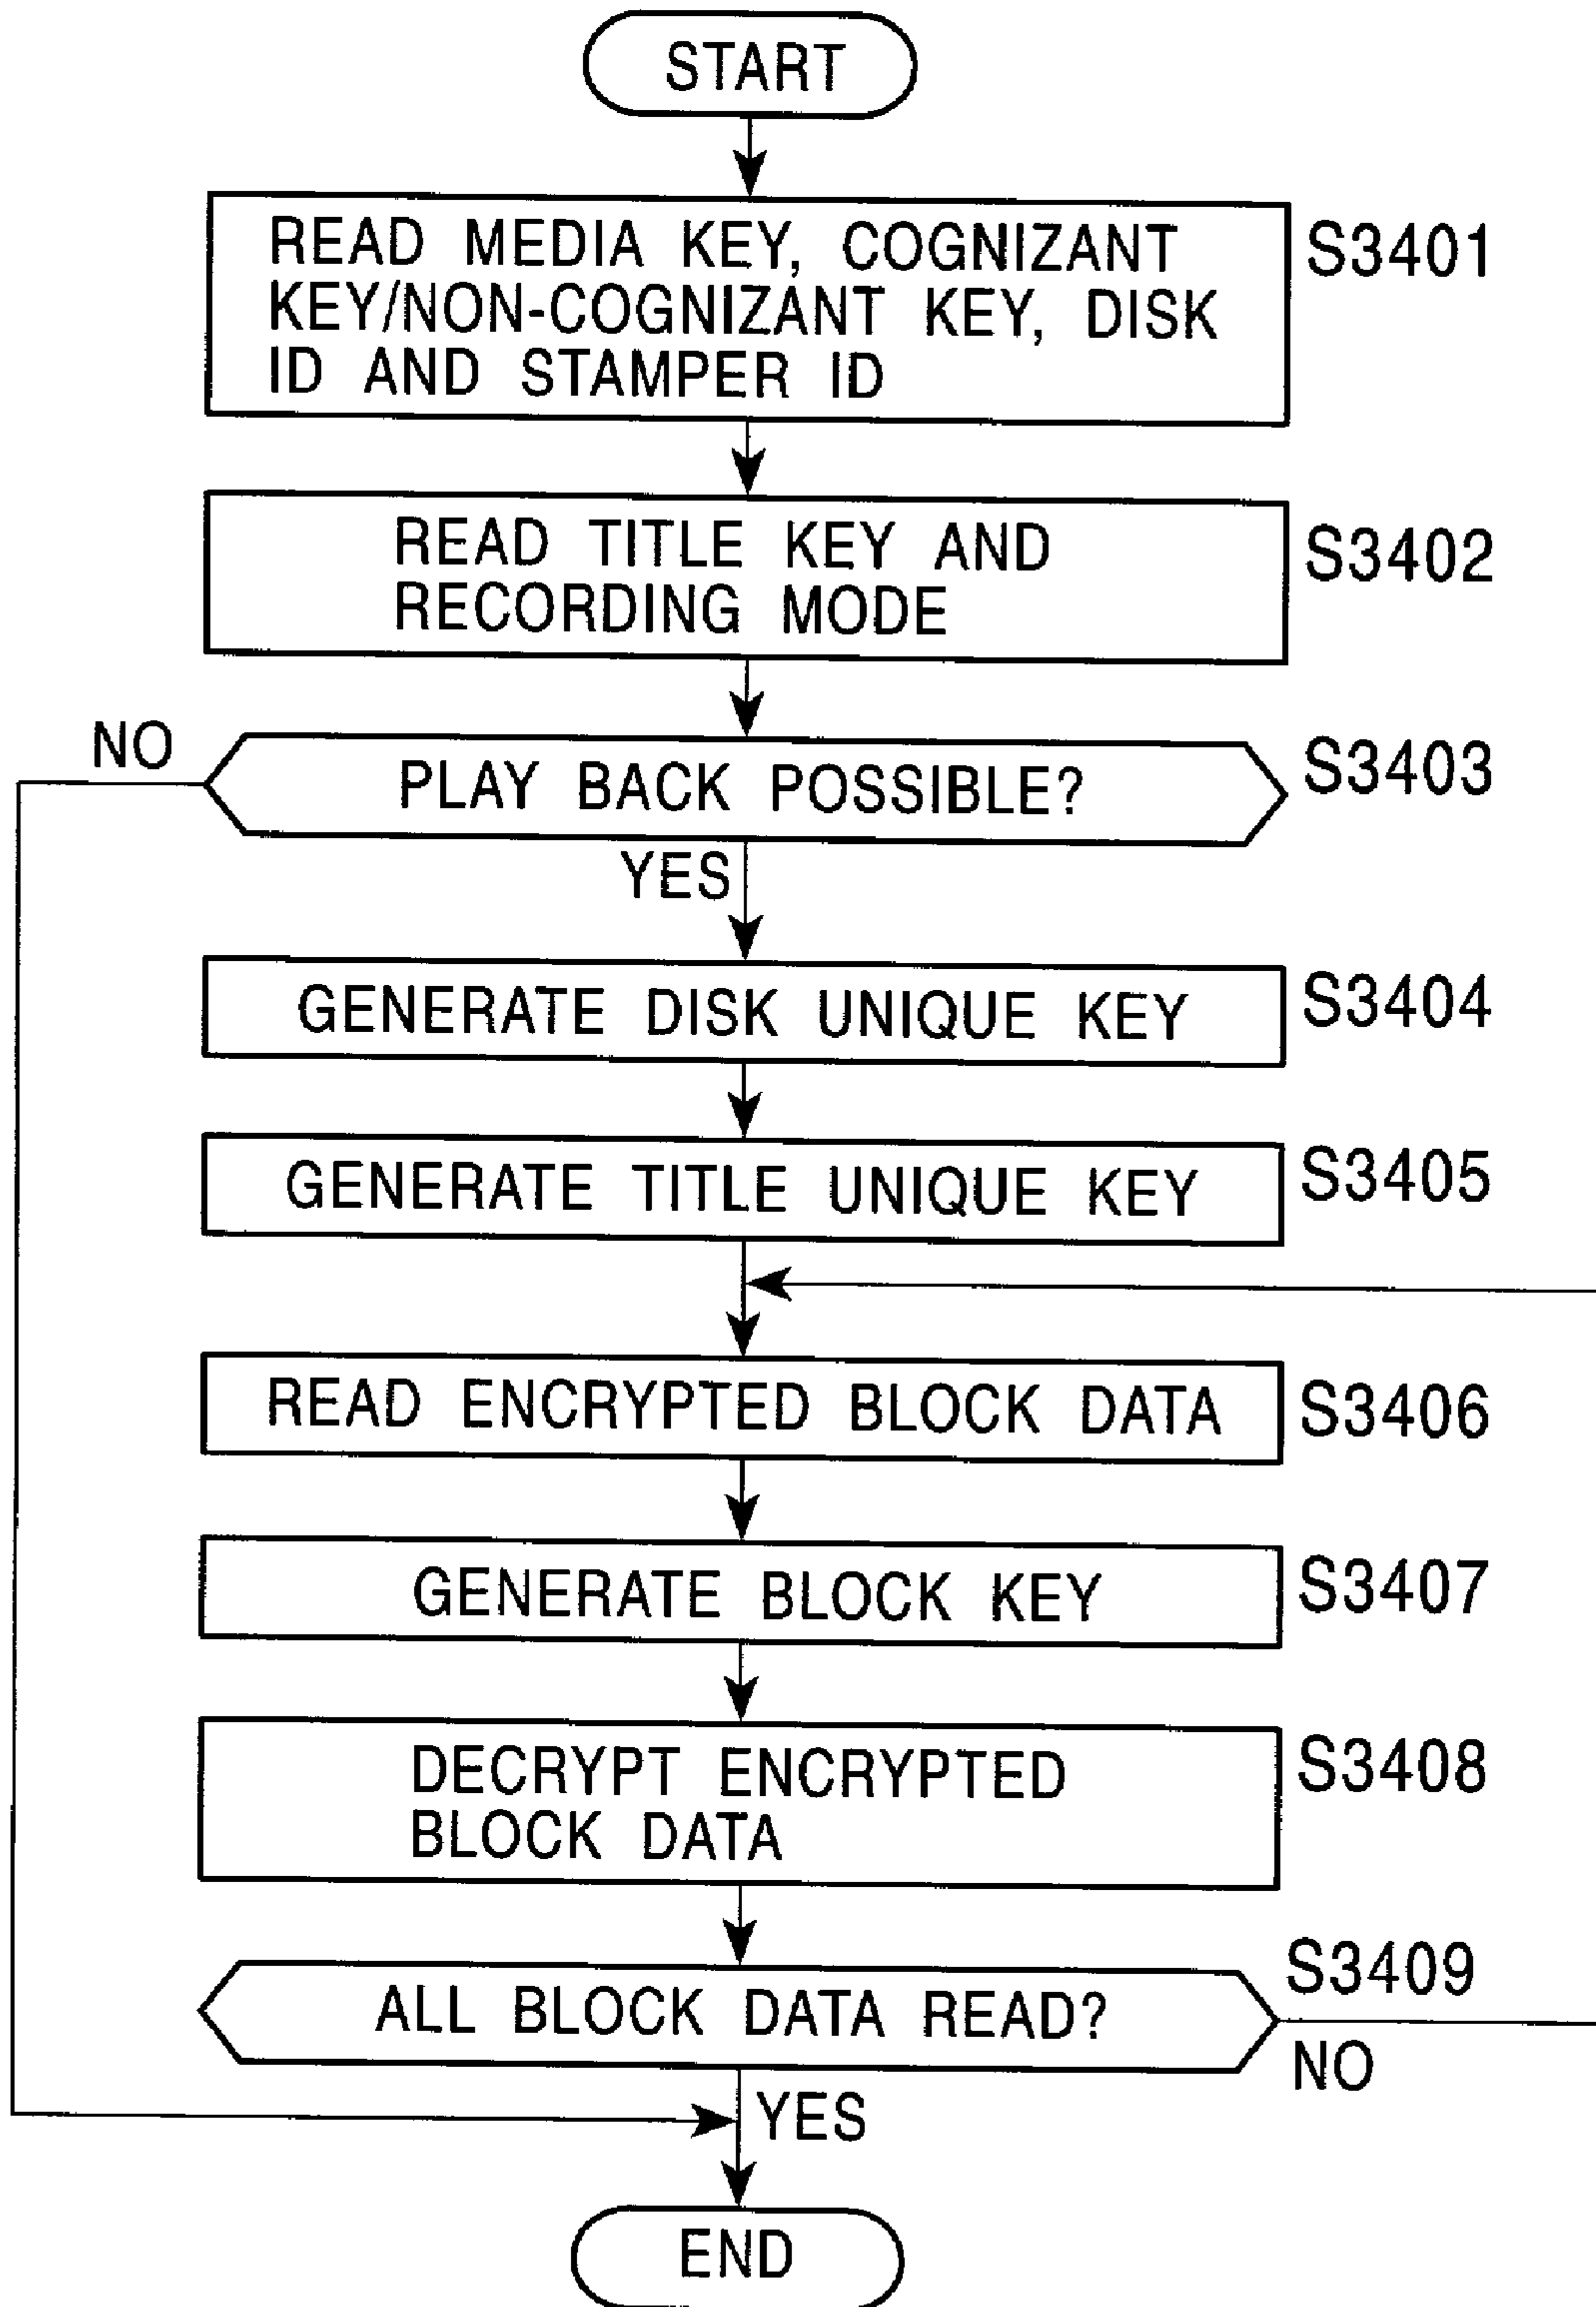 START
READ MEDIA KEY, COGNIZANT
KEY/NON-COGNIZANT KEY, DISK
ID AND STAMPER ID
S3401
READ TITLE KEY AND
RECORDING MODE
S3402
NO
PLAY BACK POSSIBLE?
S3403
YES
GENERATE DISK UNIQUE KEY
S3404
GENERATE TITLE UNIQUE KEY
S3405
READ ENCRYPTED BLOCK DATA
S3406
GENERATE BLOCK KEY
S3407
DECRYPT ENCRYPTED
BLOCK DATA
S3408
ALL BLOCK DATA READ?
S3409
NO
YES
END